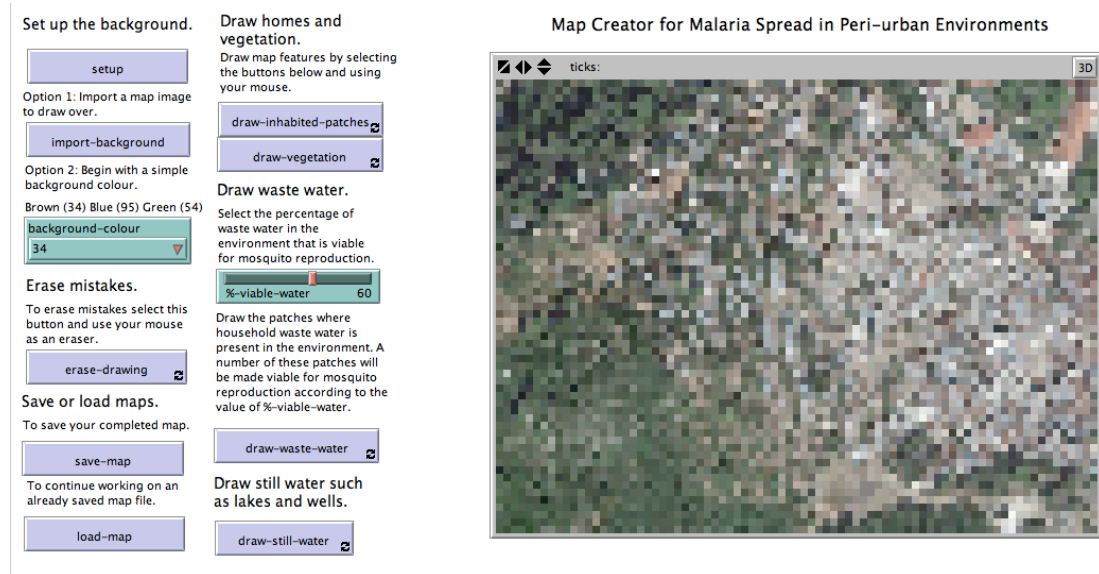 Set up the background.
setup
Option 1: Import a map image
to draw over.
import-background
Option 2: Begin with a simple
background colour.
Brown (34) Blue (95) Green (54)
background-colour
34
Erase mistakes.
To erase mistakes select this
button and use your mouse
as an eraser.
erase-drawing
Save or load maps.
To save your completed map.
save-map
To continue working on an
already saved map file.
load-map
Draw homes and
vegetation.
Draw map features by selecting
the buttons below and using
your mouse.
draw-inhabited-patches
draw-vegetation
Draw waste water.
Select the percentage of
waste water in the
environment that is viable
for mosquito reproduction.
%-viable-water 60
Draw the patches where
household waste water is
present in the environment. A
number of these patches will
be made viable for mosquito
reproduction according to the
value of %-viable-water.
draw-waste-water
Draw still water such
as lakes and wells.
draw-still-water
Map Creator for Malaria Spread in Peri-urban Environments
ticks:
3D